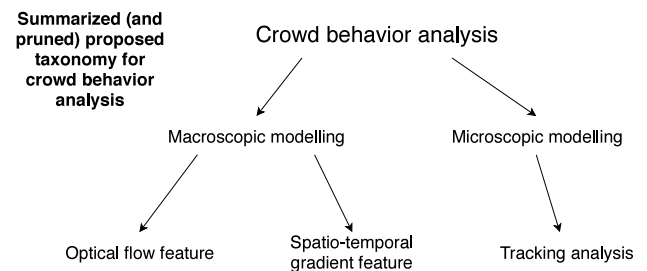 Summarized (and
pruned) proposed
taxonomy for
crowd behavior
analysis
Crowd behavior analysis
Macroscopic modelling
Microscopic modelling
Optical flow feature
Spatio-temporal
gradient feature
Tracking analysis